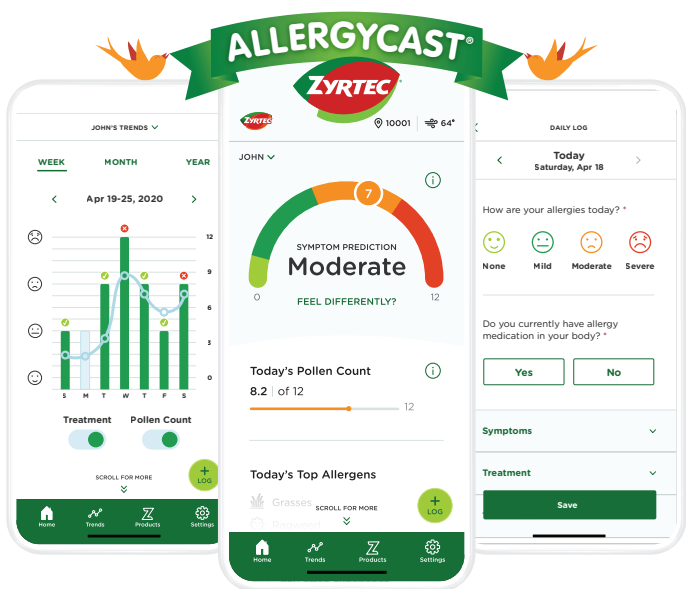 ALLERGYCAST®
ZYRTEC®
JOHN'S TRENDS
WEEK MONTH YEAR
Apr 19-25, 2020
12
9
6
3
0
S M T W T F S
Treatment Pollen Count
SCROLL FOR MORE
+
LOG
Home Trends Products Settings
ZYRTEC
10001 64°
JOHN
7
SYMPTOM PREDICTION
Moderate
0 12
FEEL DIFFERENTLY?
Today's Pollen Count
8.2 | of 12
12
Today's Top Allergens
Grasses
SCROLL FOR MORE
Ragweed
+
LOG
Home Trends Products Settings
DAILY LOG
Today
Saturday, Apr 18
How are your allergies today? *
None Mild Moderate Severe
Do you currently have allergy
medication in your body? *
Yes No
Symptoms
Treatment
Save